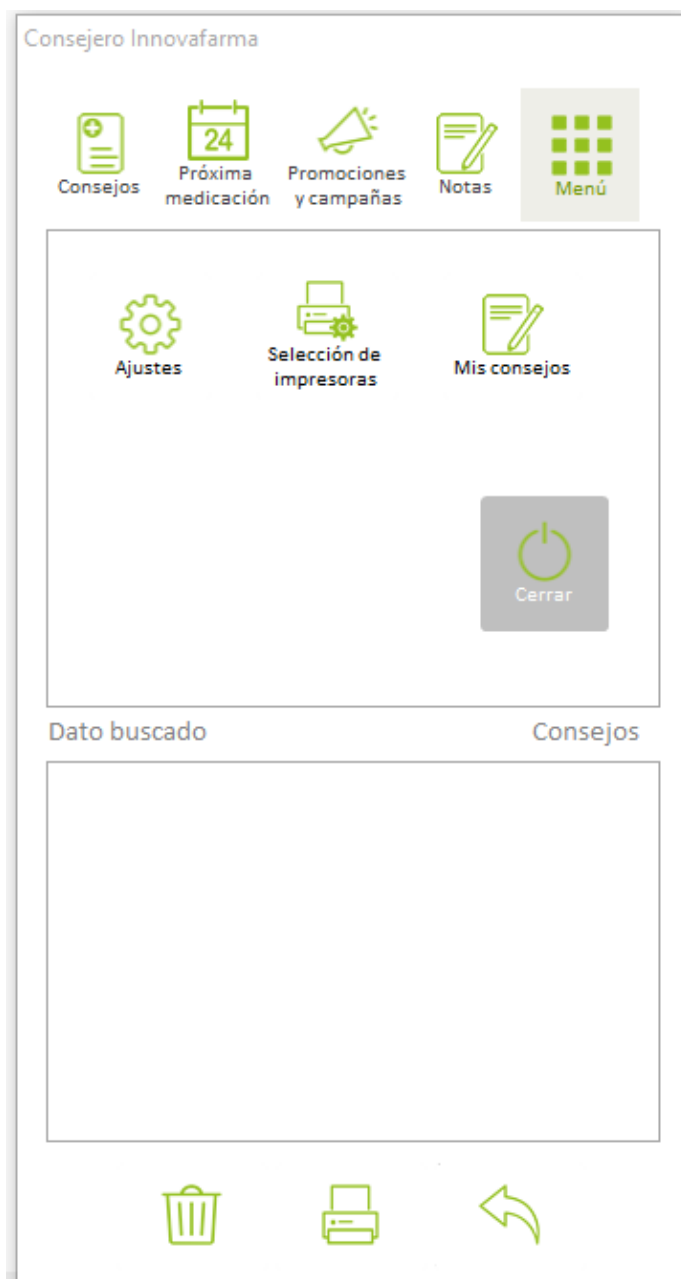 Consejero Innovafarma
24
Consejos
Próxima
medicación
Promociones
y campañas
Notas
Menú
Ajustes
Selección de
impresoras
Mis consejos
Cerrar
Dato buscado
Consejos